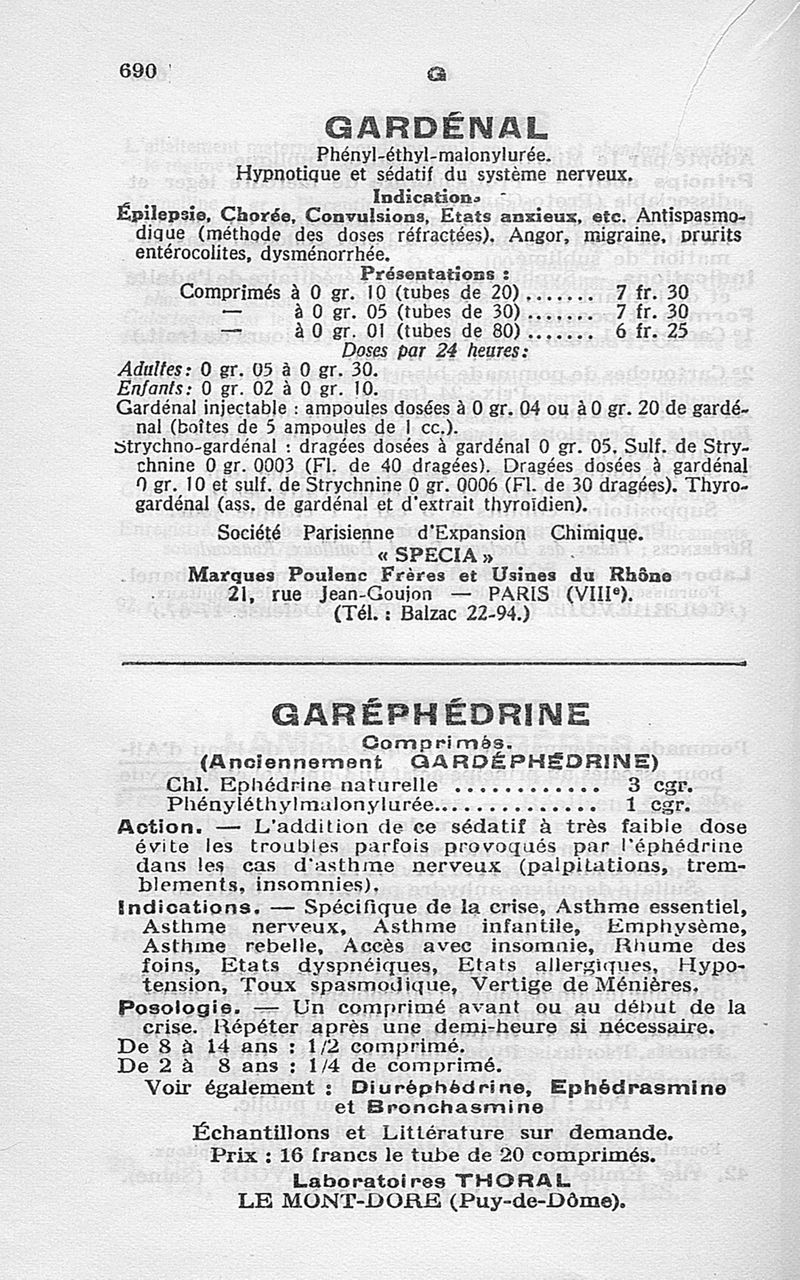 690
G
GARDÉNAL
Phényl-éthyl-malonylurée.
Hypnotique et sédatif du système nerveux.
Indications
Épilepsie, Chorée, Convulsions, Etats anxieux, etc. Antispasmo-
dique (méthode des doses réfractées), Angor, migraine, prurits
entérocolites, dysménorrhée.
Présentations :
Comprimés à 0 gr. 10 (tubes de 20) ....... 7 fr. 30
— à 0 gr. 05 (tubes de 30) ....... 7 fr. 30
— à 0 gr. 01 (tubes de 80) ....... 6 fr. 25
Doses par 24 heures:
Adultes: 0 gr. 05 à 0 gr. 30.
Enfants: 0 gr. 02 à 0 gr. 10.
Gardénal injectable : ampoules dosées à 0 gr. 04 ou à 0 gr. 20 de gardé-
nal (boîtes de 5 ampoules de 1 cc.).
Strychno-gardénal : dragées dosées à gardénal 0 gr. 05. Sulf. de Stry-
chnine 0 gr. 0003 (Fl. de 40 dragées). Dragées dosées à gardénal
0 gr. 10 et sulf. de Strychnine 0 gr. 0006 (Fl. de 30 dragées). Thyro-
gardénal (ass. de gardénal et d'extrait thyroïdien).
Société Parisienne d'Expansion Chimique.
« SPECIA »
Marques Poulenc Frères et Usines du Rhône
21, rue Jean-Goujon — PARIS (VIIIe).
(Tél. : Balzac 22-94.)
GARÉPHÉDRINE
Comprimés.
(Anciennement GARDÉPHÉDRINE)
Chl. Ephédrine naturelle ............ 3 cgr.
Phényléthylmalonylurée.............. 1 cgr.
Action. — L'addition de ce sédatif à très faible dose
évite les troubles parfois provoqués par l'éphédrine
dans les cas d'asthme nerveux (palpitations, trem-
blements, insomnies).
Indications. — Spécifique de la crise, Asthme essentiel,
Asthme nerveux, Asthme infantile, Emphysème,
Asthme rebelle, Accès avec insomnie, Rhume des
foins, Etats dyspnéiques, Etats allergiques, Hypo-
tension, Toux spasmodique, Vertige de Ménières.
Posologie. — Un comprimé avant ou au début de la
crise. Répéter après une demi-heure si nécessaire.
De 8 à 14 ans : 1/2 comprimé.
De 2 à 8 ans : 1/4 de comprimé.
Voir également : Diuréphédrine, Ephédrasmine
et Bronchasmine
Échantillons et Littérature sur demande.
Prix : 16 francs le tube de 20 comprimés.
Laboratoires THORAL
LE MONT-DORE (Puy-de-Dôme).